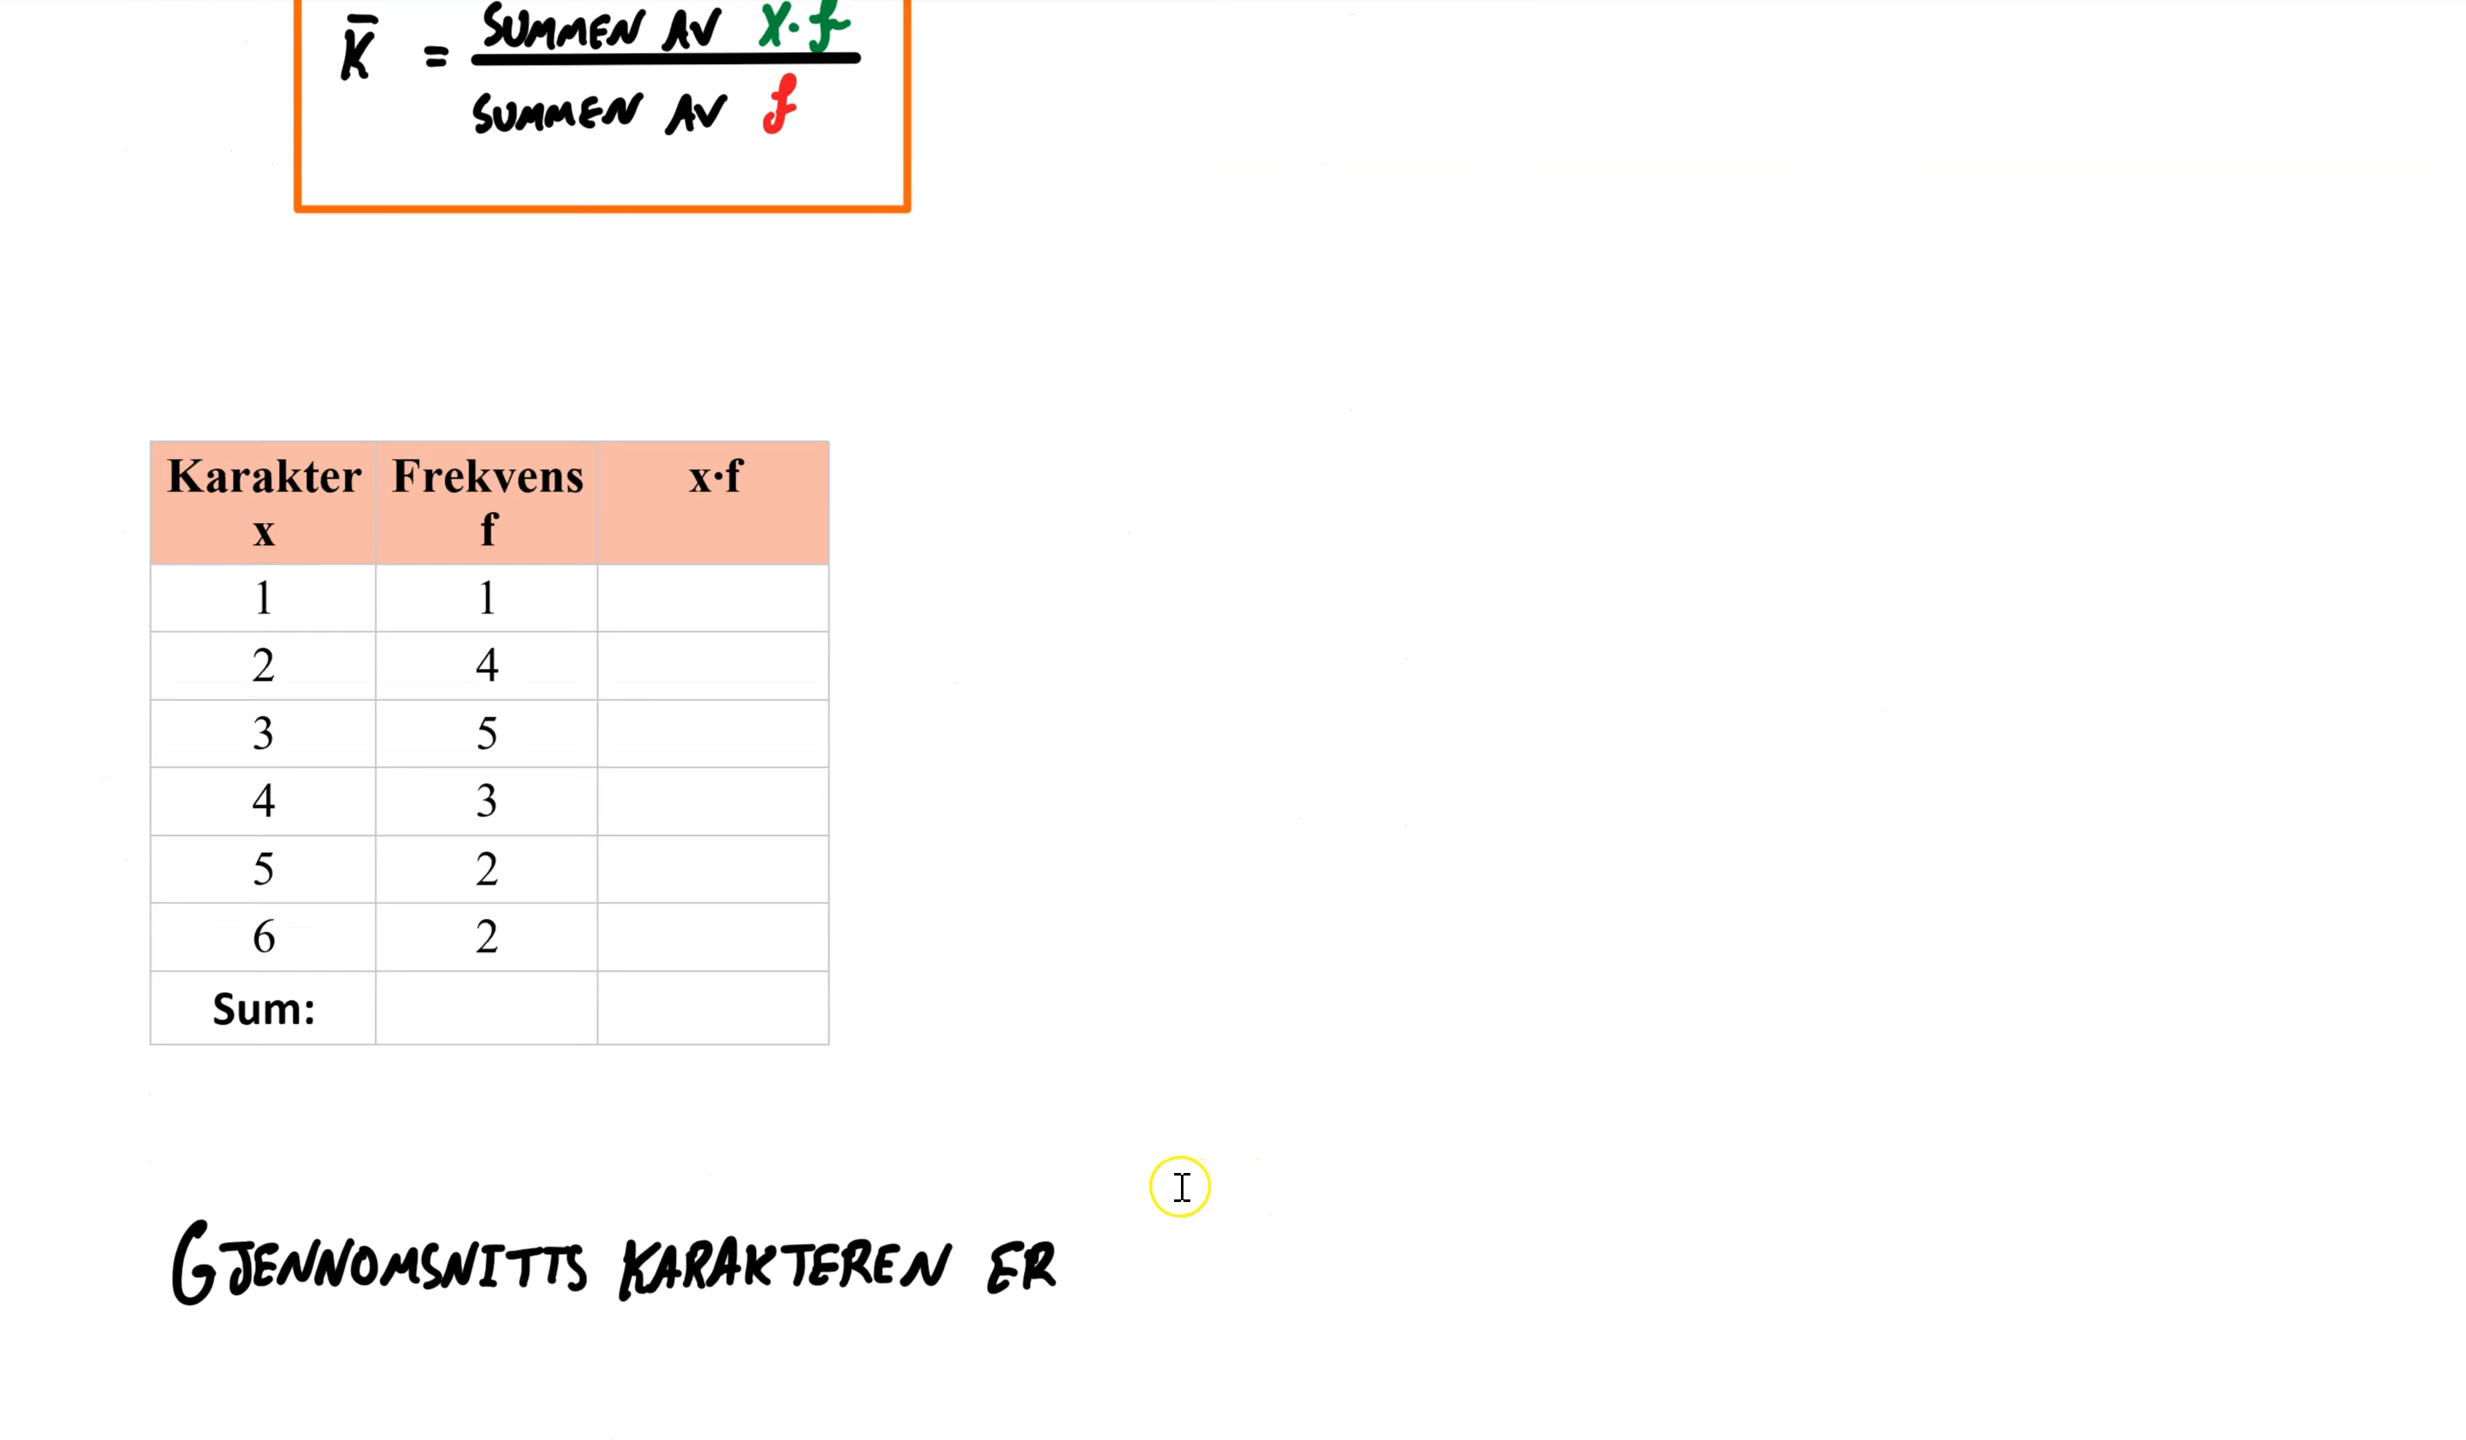 K̄ = SUMMEN AV X·f
SUMMEN AV f
Karakter x Frekvens f x·f
1 1
2 4
3 5
4 3
5 2
6 2
Sum:
GJENNOMSNITTS KARAKTEREN ER